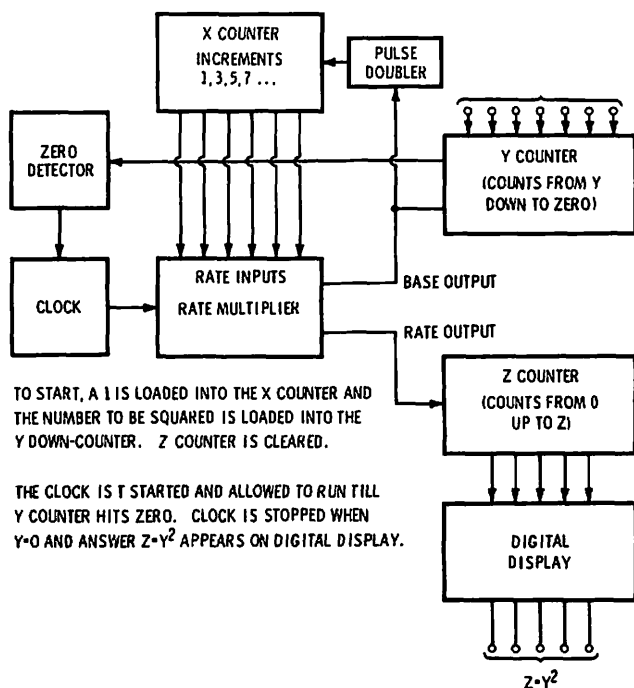 X COUNTER
INCREMENTS
1, 3, 5, 7 ...
PULSE
DOUBLER
ZERO
DETECTOR
Y COUNTER
(COUNTS FROM Y
DOWN TO ZERO)
CLOCK
RATE INPUTS
RATE MULTIPLIER
BASE OUTPUT
RATE OUTPUT
Z COUNTER
(COUNTS FROM 0
UP TO Z)
TO START, A 1 IS LOADED INTO THE X COUNTER AND
THE NUMBER TO BE SQUARED IS LOADED INTO THE
Y DOWN-COUNTER. Z COUNTER IS CLEARED.
THE CLOCK IS T STARTED AND ALLOWED TO RUN TILL
Y COUNTER HITS ZERO. CLOCK IS STOPPED WHEN
Y=0 AND ANSWER Z=Y² APPEARS ON DIGITAL DISPLAY.
DIGITAL
DISPLAY
Z=Y²